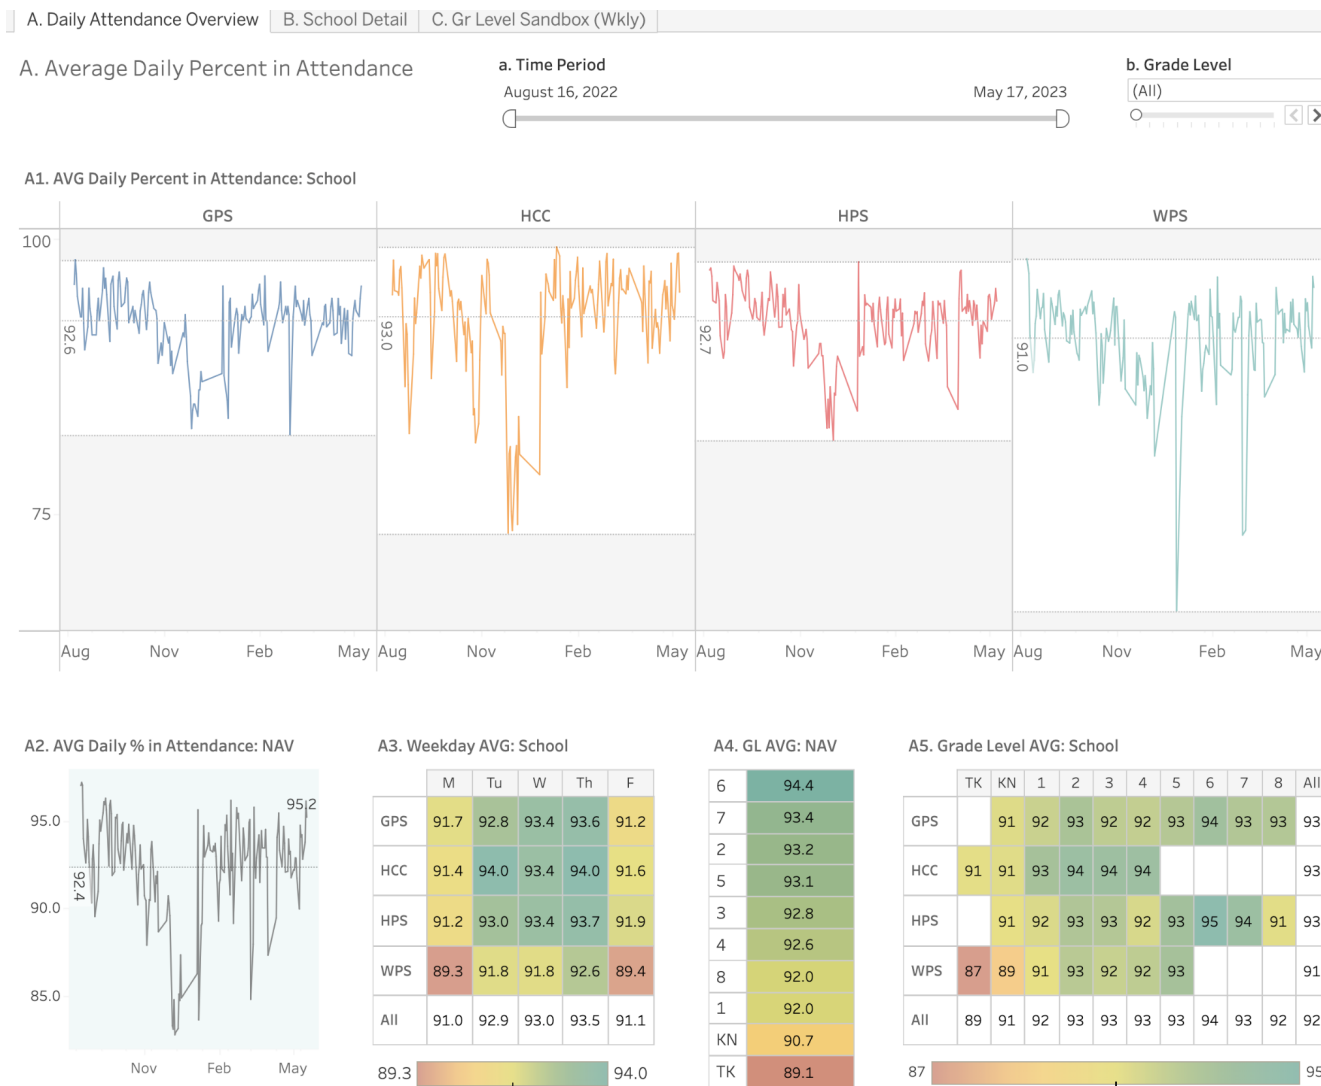 A. Daily Attendance Overview B. School Detail C. Gr Level Sandbox (Wkly)
A. Average Daily Percent in Attendance
a. Time Period
August 16, 2022 May 17, 2023
b. Grade Level
(All)
A1. AVG Daily Percent in Attendance: School
GPS HCC HPS WPS
100
92.6 93.0 92.7 91.0
75
Aug Nov Feb May Aug Nov Feb May Aug Nov Feb May Aug Nov Feb May
A2. AVG Daily % in Attendance: NAV
95.2
95.0
92.4
90.0
85.0
Nov Feb May
A3. Weekday AVG: School
M Tu W Th F
GPS 91.7 92.8 93.4 93.6 91.2
HCC 91.4 94.0 93.4 94.0 91.6
HPS 91.2 93.0 93.4 93.7 91.9
WPS 89.3 91.8 91.8 92.6 89.4
All 91.0 92.9 93.0 93.5 91.1
89.3 94.0
A4. GL AVG: NAV
6 94.4
7 93.4
2 93.2
5 93.1
3 92.8
4 92.6
8 92.0
1 92.0
KN 90.7
TK 89.1
A5. Grade Level AVG: School
TK KN 1 2 3 4 5 6 7 8 All
GPS 91 92 93 92 92 93 94 93 93 93
HCC 91 91 93 94 94 94 93
HPS 91 92 93 93 92 93 95 94 91 93
WPS 87 89 91 93 92 92 93 91
All 89 91 92 93 93 93 93 94 93 92 92
87 95